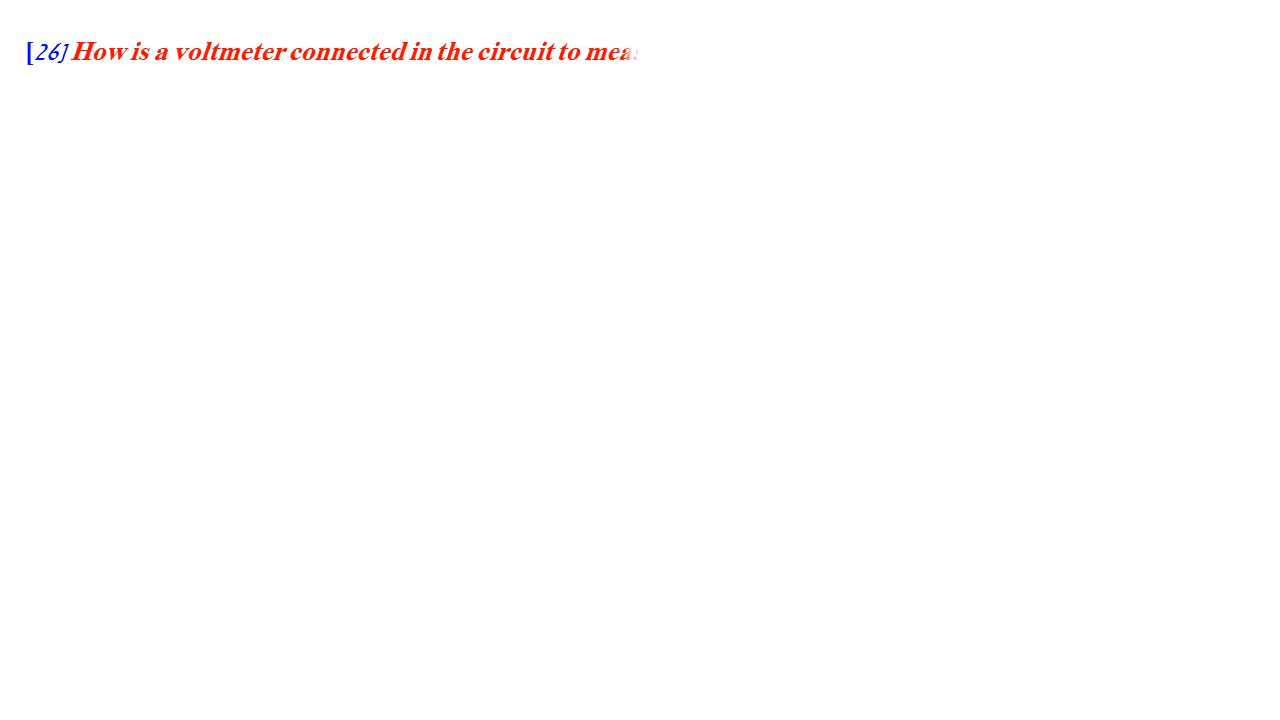 [26] How is a voltmeter connected in the circuit to